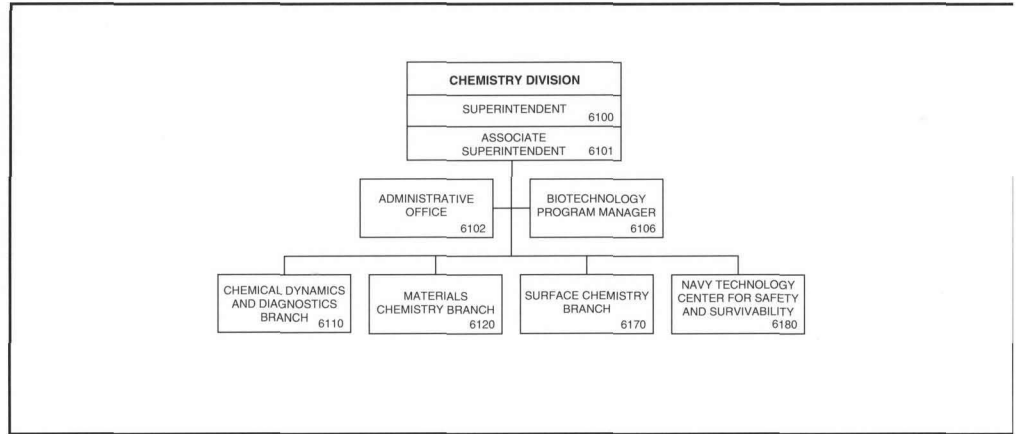 CHEMISTRY DIVISION
SUPERINTENDENT
6100
ASSOCIATE
SUPERINTENDENT 6101
ADMINISTRATIVE
OFFICE
6102
BIOTECHNOLOGY
PROGRAM MANAGER
6106
CHEMICAL DYNAMICS
AND DIAGNOSTICS
BRANCH 6110
MATERIALS
CHEMISTRY BRANCH
6120
SURFACE CHEMISTRY
BRANCH
6170
NAVY TECHNOLOGY
CENTER FOR SAFETY
AND SURVIVABILITY
6180